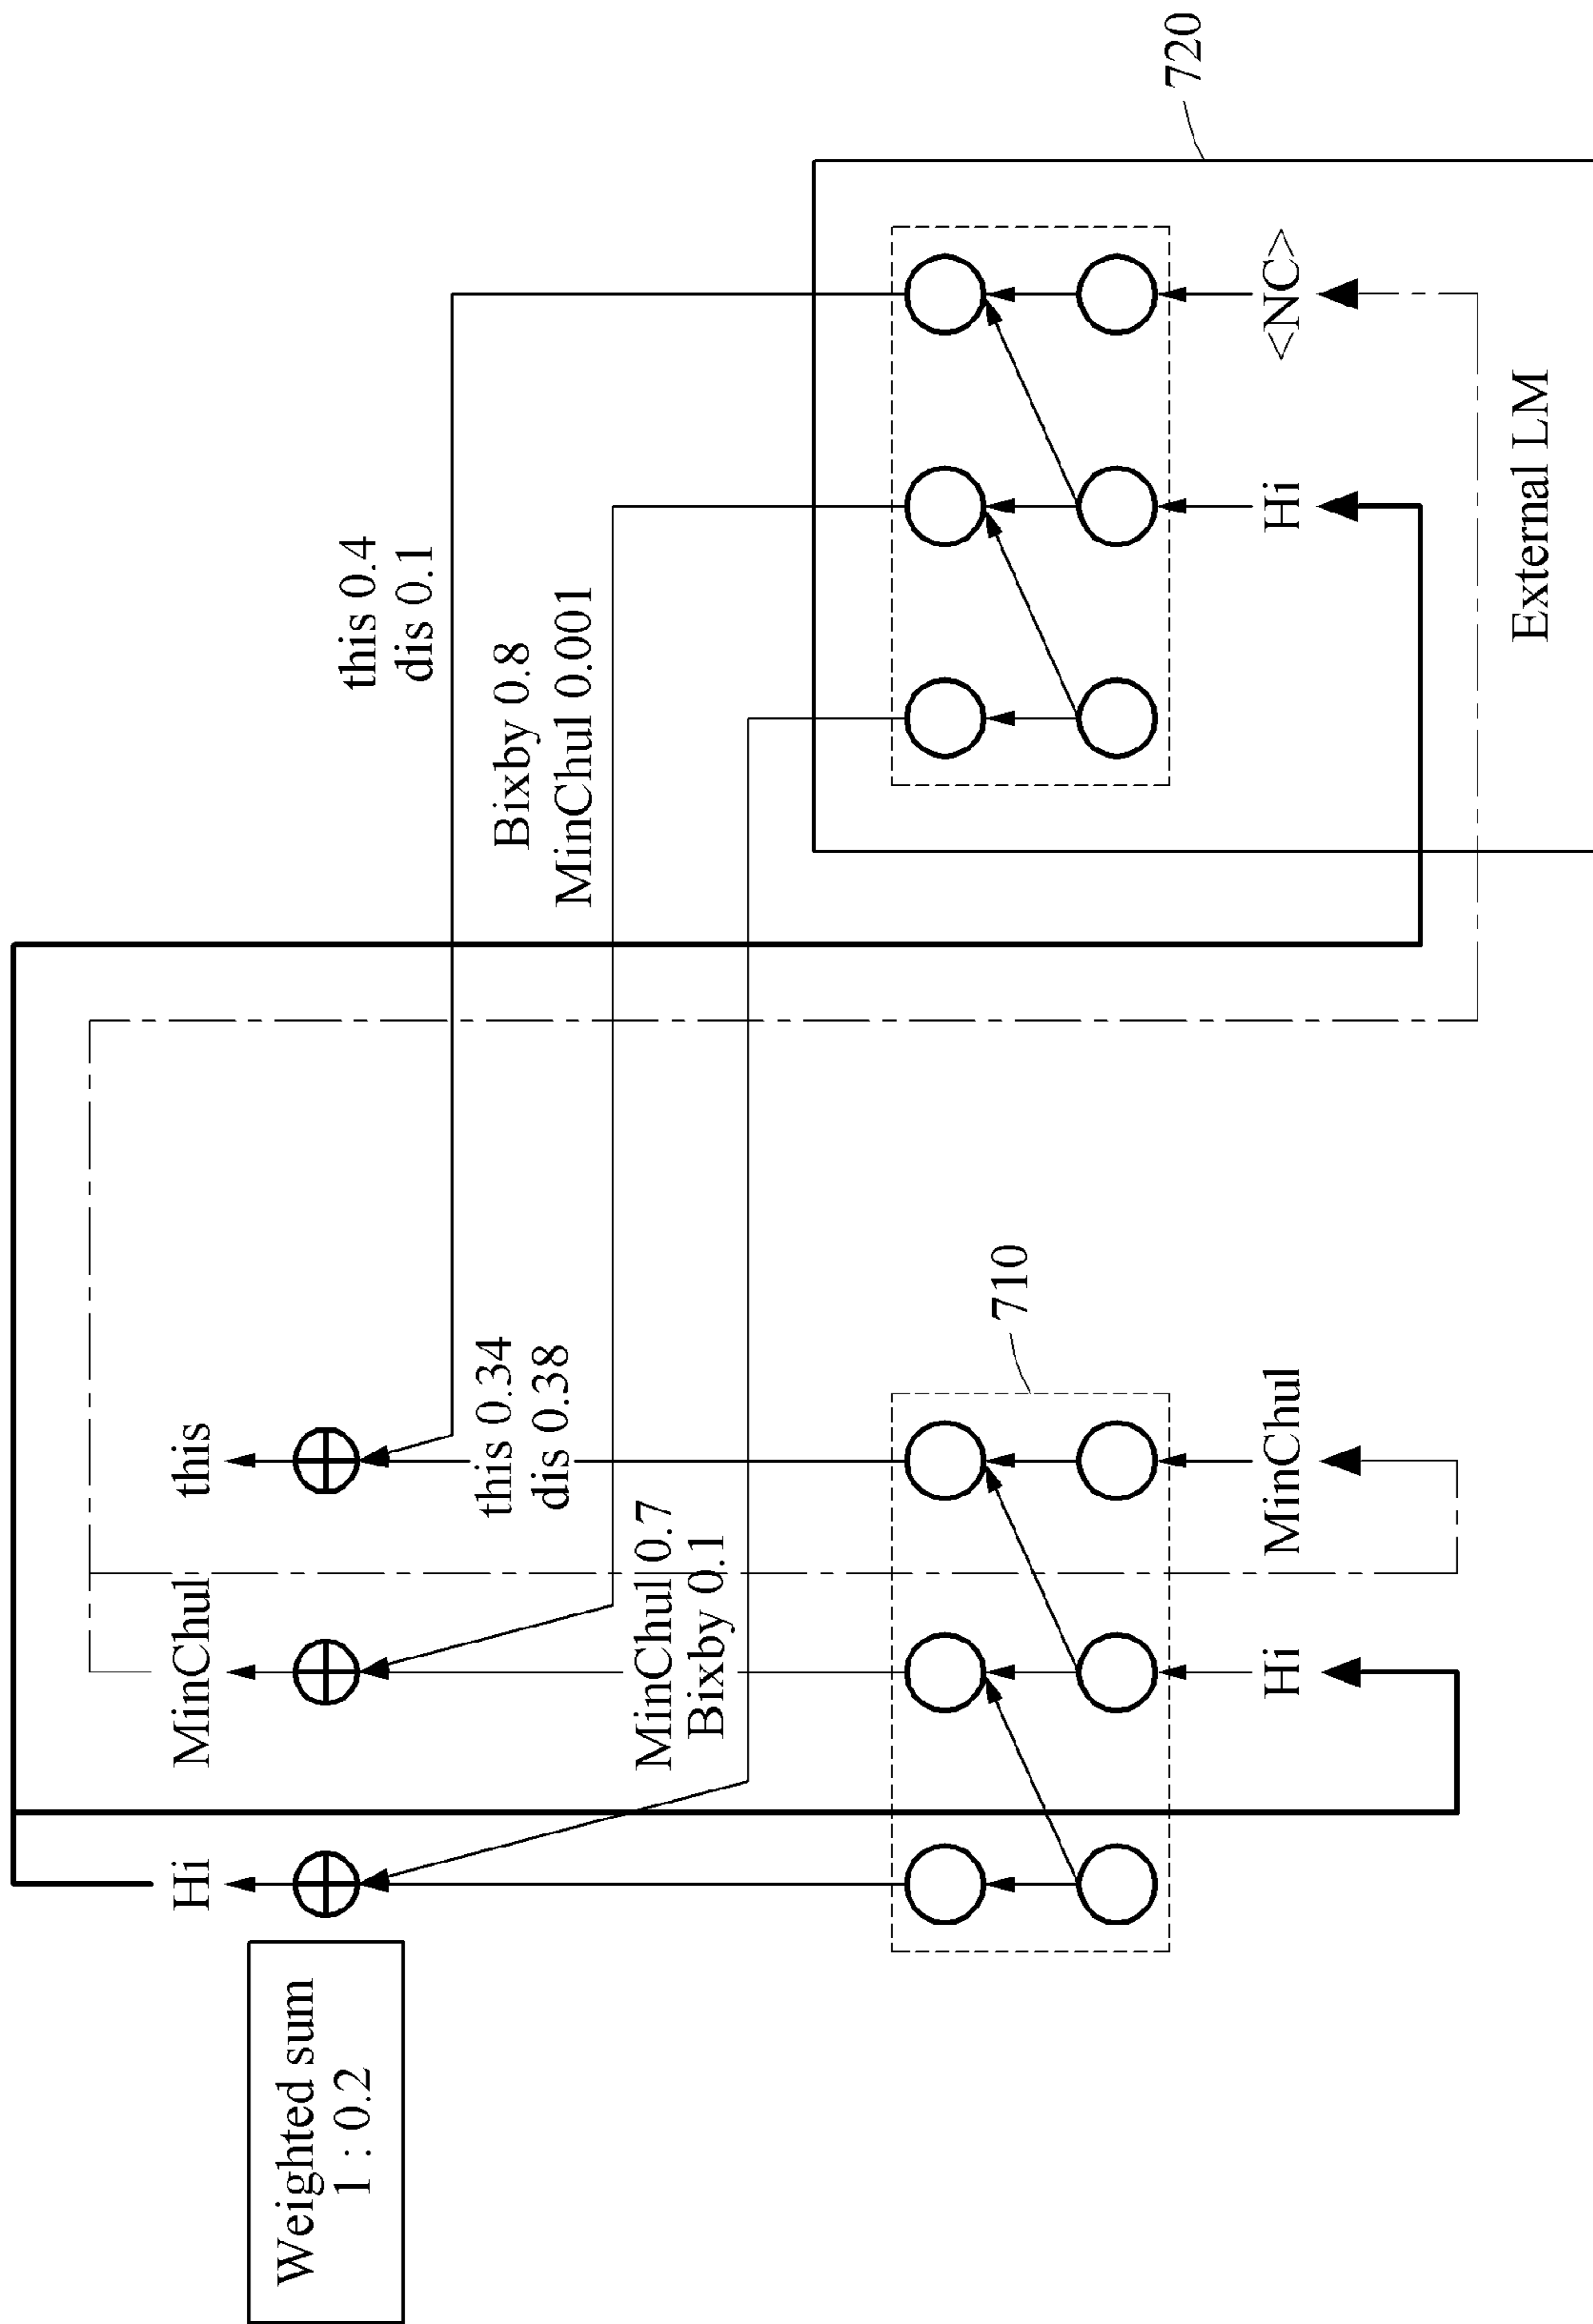 Weighted sum
1 : 0.2
Hi
MinChul
this
this 0.4
dis 0.1
Bixby 0.8
MinChul 0.001
this 0.34
dis 0.38
MinChul 0.7
Bixby 0.1
710
720
Hi
MinChul
Hi
<NC>
External LM